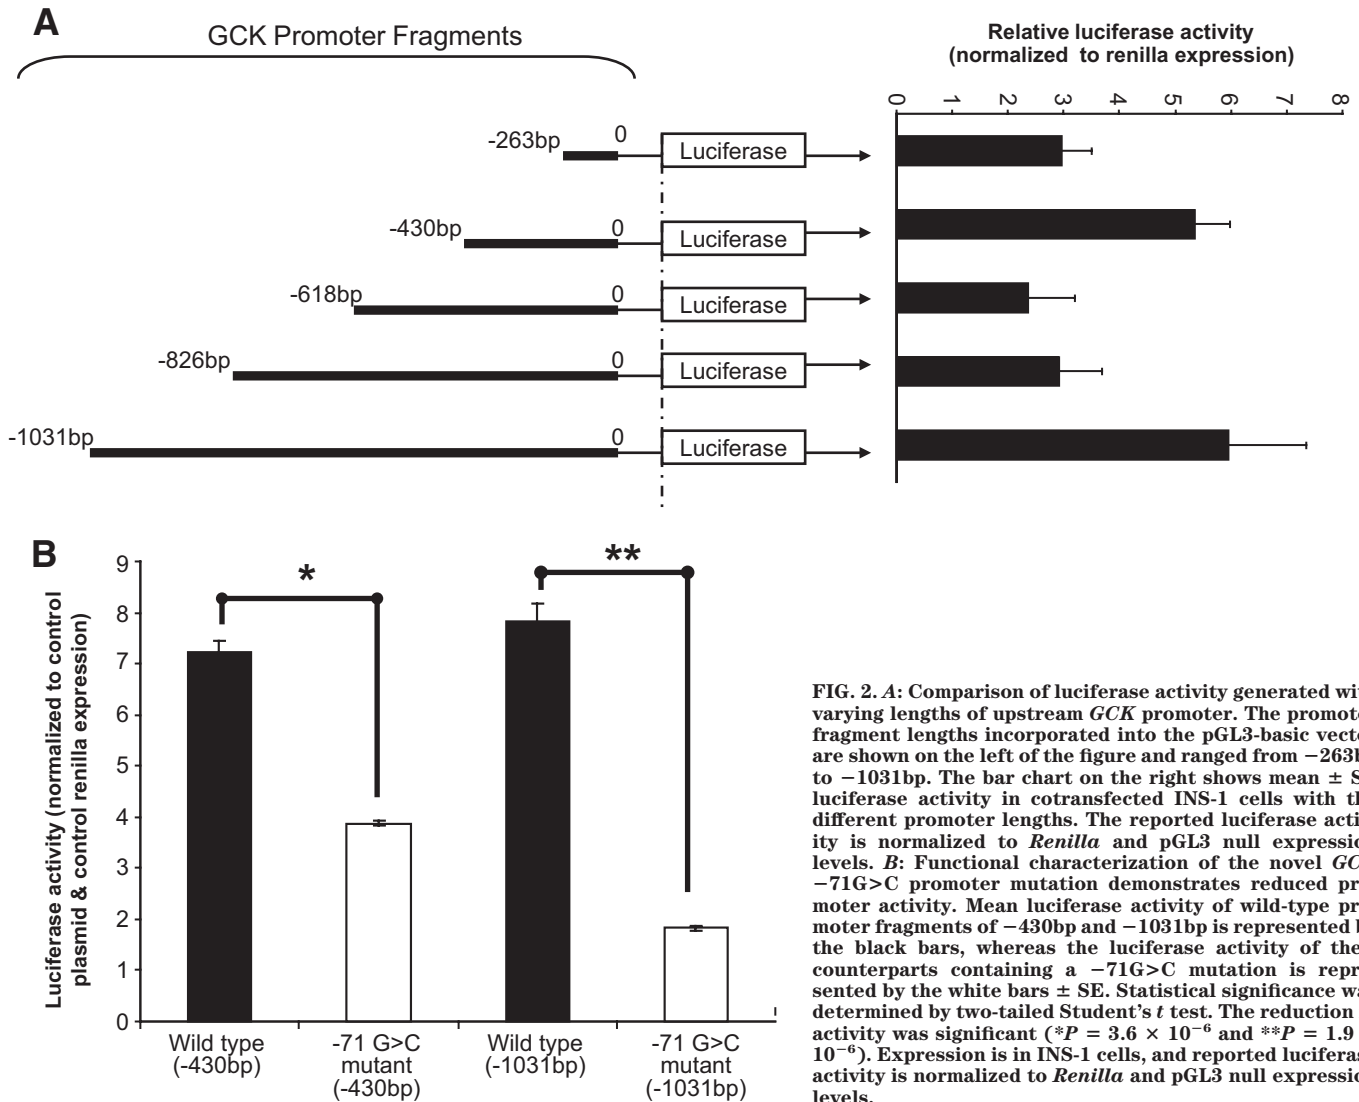 A
GCK Promoter Fragments
Relative luciferase activity
(normalized to renilla expression)
0 1 2 3 4 5 6 7 8
-263bp 0 Luciferase
-430bp 0 Luciferase
-618bp 0 Luciferase
-826bp 0 Luciferase
-1031bp 0 Luciferase
B
Luciferase activity (normalized to control
plasmid & control renilla expression)
9
8
7
6
5
4
3
2
1
0
*
**
Wild type
(-430bp)
-71 G>C
mutant
(-430bp)
Wild type
(-1031bp)
-71 G>C
mutant
(-1031bp)
FIG. 2. A: Comparison of luciferase activity generated wi
varying lengths of upstream GCK promoter. The promote
fragment lengths incorporated into the pGL3-basic vecto
are shown on the left of the figure and ranged from −263b
to −1031bp. The bar chart on the right shows mean ± S
luciferase activity in cotransfected INS-1 cells with th
different promoter lengths. The reported luciferase activ
ity is normalized to Renilla and pGL3 null expressio
levels. B: Functional characterization of the novel GC
−71G>C promoter mutation demonstrates reduced pr
moter activity. Mean luciferase activity of wild-type pr
moter fragments of −430bp and −1031bp is represented b
the black bars, whereas the luciferase activity of the
counterparts containing a −71G>C mutation is repr
sented by the white bars ± SE. Statistical significance wa
determined by two-tailed Student's t test. The reduction
activity was significant (*P = 3.6 × 10−6 and **P = 1.9
10−6). Expression is in INS-1 cells, and reported luciferas
activity is normalized to Renilla and pGL3 null expressio
levels.